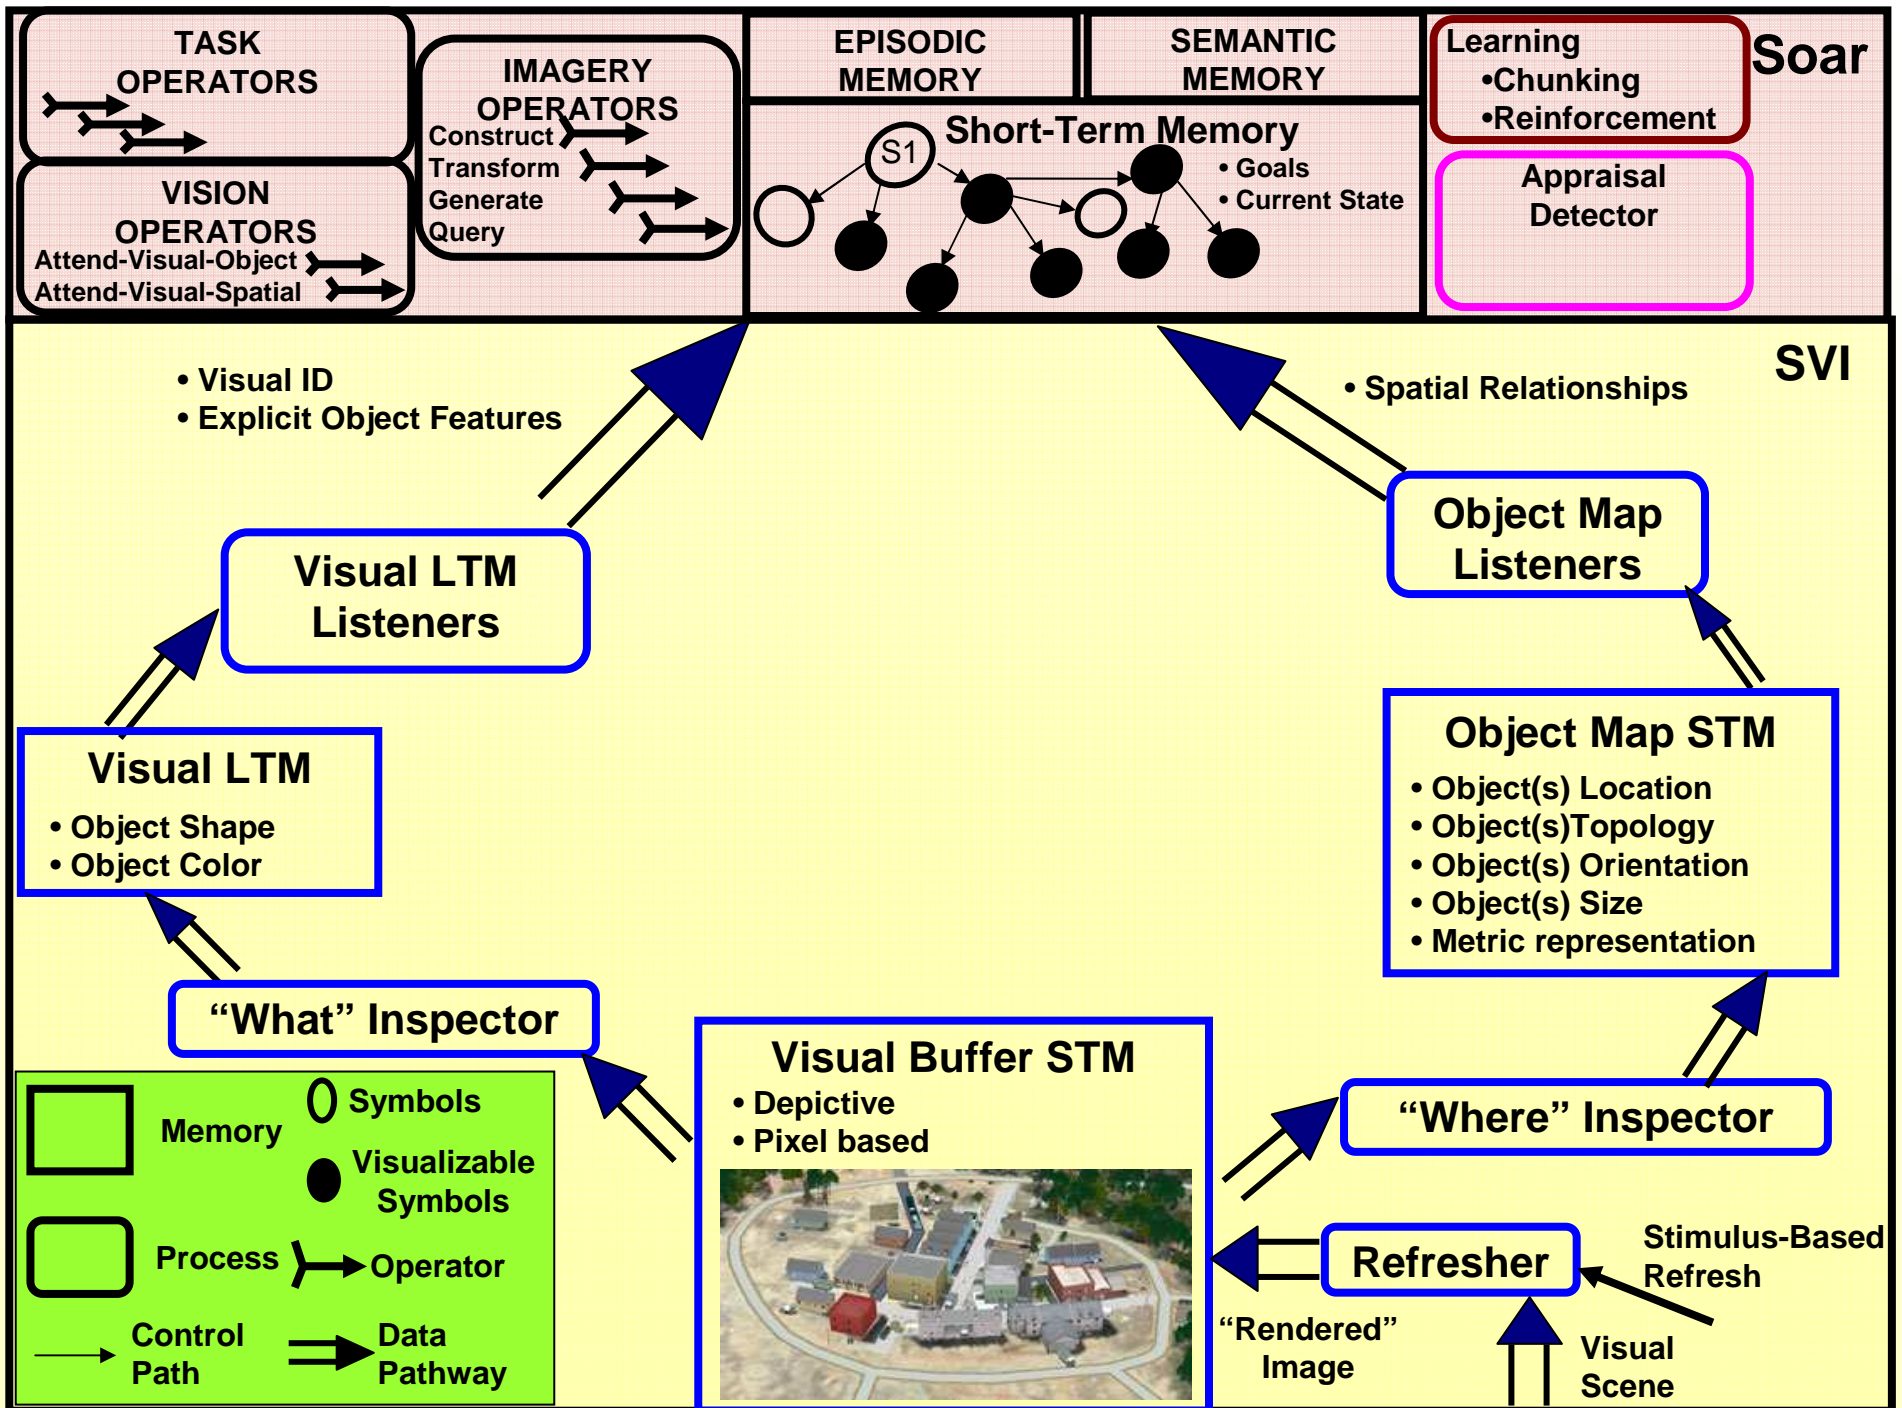 TASK
OPERATORS
VISION
OPERATORS
Attend-Visual-Object
Attend-Visual-Spatial
IMAGERY
OPERATORS
Construct
Transform
Generate
Query
EPISODIC
MEMORY
SEMANTIC
MEMORY
Short-Term Memory
S1
• Goals
• Current State
Learning
•Chunking
•Reinforcement
Soar
Appraisal
Detector
SVI
• Visual ID
• Explicit Object Features
• Spatial Relationships
Visual LTM
Listeners
Object Map
Listeners
Visual LTM
• Object Shape
• Object Color
Object Map STM
• Object(s) Location
• Object(s)Topology
• Object(s) Orientation
• Object(s) Size
• Metric representation
“What” Inspector
Visual Buffer STM
• Depictive
• Pixel based
“Where” Inspector
Refresher
Stimulus-Based
Refresh
“Rendered”
Image
Visual
Scene
Memory
Symbols
Visualizable
Symbols
Process
Operator
Control
Path
Data
Pathway